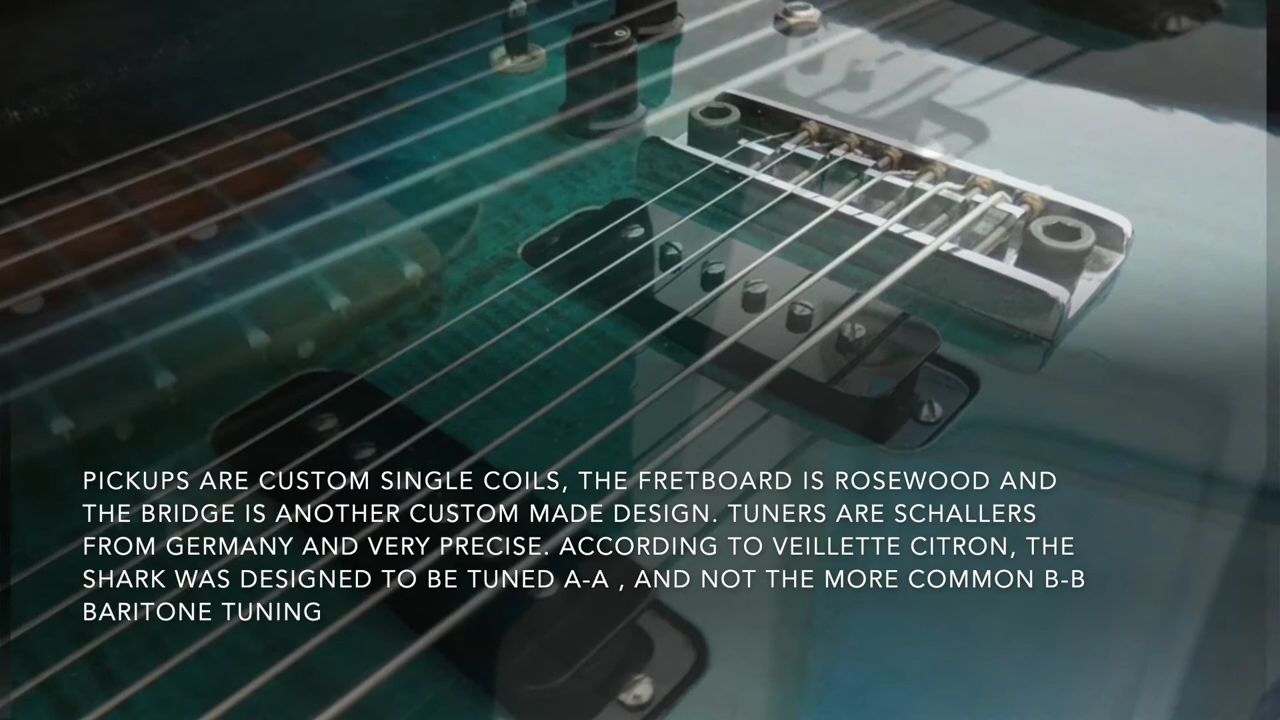 PICKUPS ARE CUSTOM SINGLE COILS, THE FRETBOARD IS ROSEWOOD AND
THE BRIDGE IS ANOTHER CUSTOM MADE DESIGN. TUNERS ARE SCHALLERS
FROM GERMANY AND VERY PRECISE. ACCORDING TO VEILLETTE CITRON, THE
SHARK WAS DESIGNED TO BE TUNED A-A , AND NOT THE MORE COMMON B-B
BARITONE TUNING